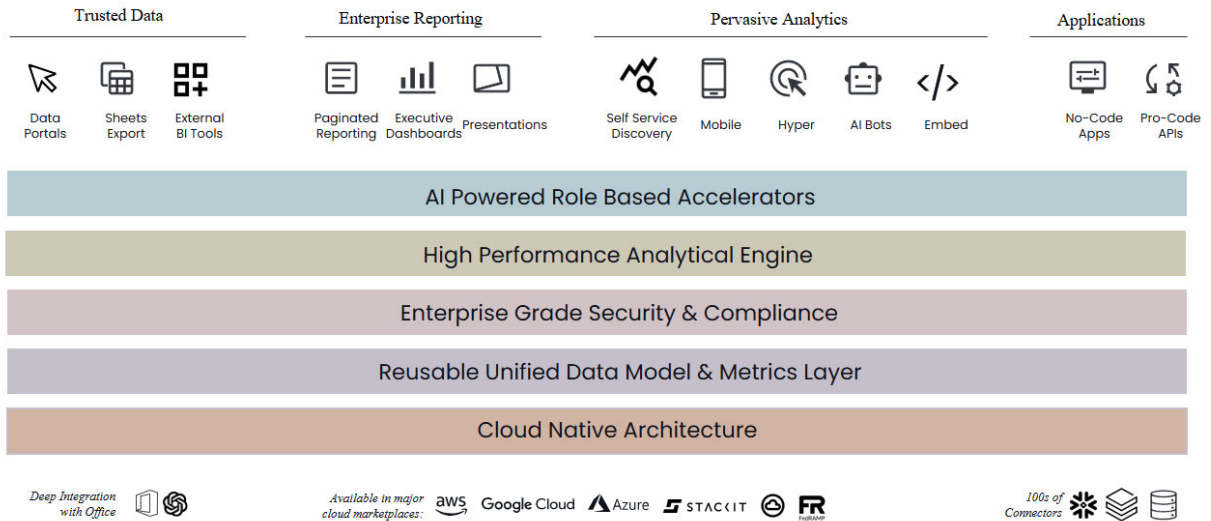 Trusted Data
Enterprise Reporting
Pervasive Analytics
Applications
Data
Portals
Sheets
Export
External
BI Tools
Paginated
Reporting
Executive
Dashboards
Presentations
Self Service
Discovery
Mobile
Hyper
AI Bots
Embed
No-Code
Apps
Pro-Code
APIs
AI Powered Role Based Accelerators
High Performance Analytical Engine
Enterprise Grade Security & Compliance
Reusable Unified Data Model & Metrics Layer
Cloud Native Architecture
Deep Integration
with Office
Available in major
cloud marketplaces:
aws
Google Cloud
Azure
STACKIT
FR
FedRAMP
100s of
Connectors